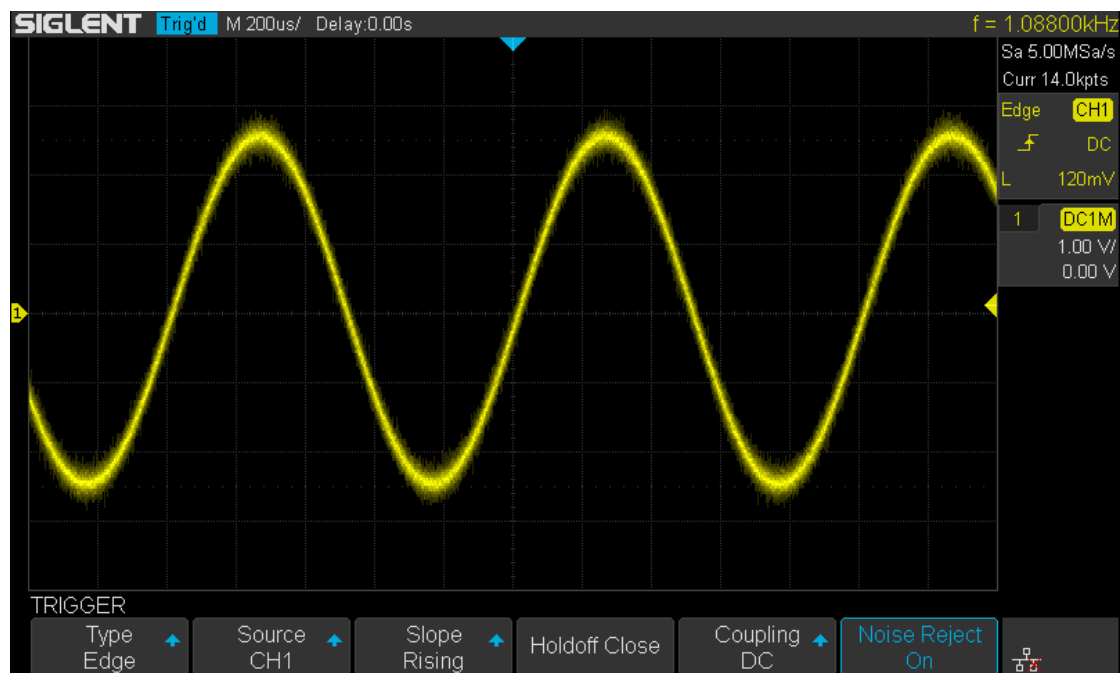 SIGLENT Trig'd M 200us/ Delay:0.00s f = 1.08800kHz
Sa 5.00MSa/s
Curr 14.0kpts
Edge CH1
DC
L 120mV
1 DC1M
1.00 V/
0.00 V
1
TRIGGER
Type Source Slope Holdoff Close Coupling Noise Reject
Edge CH1 Rising DC On